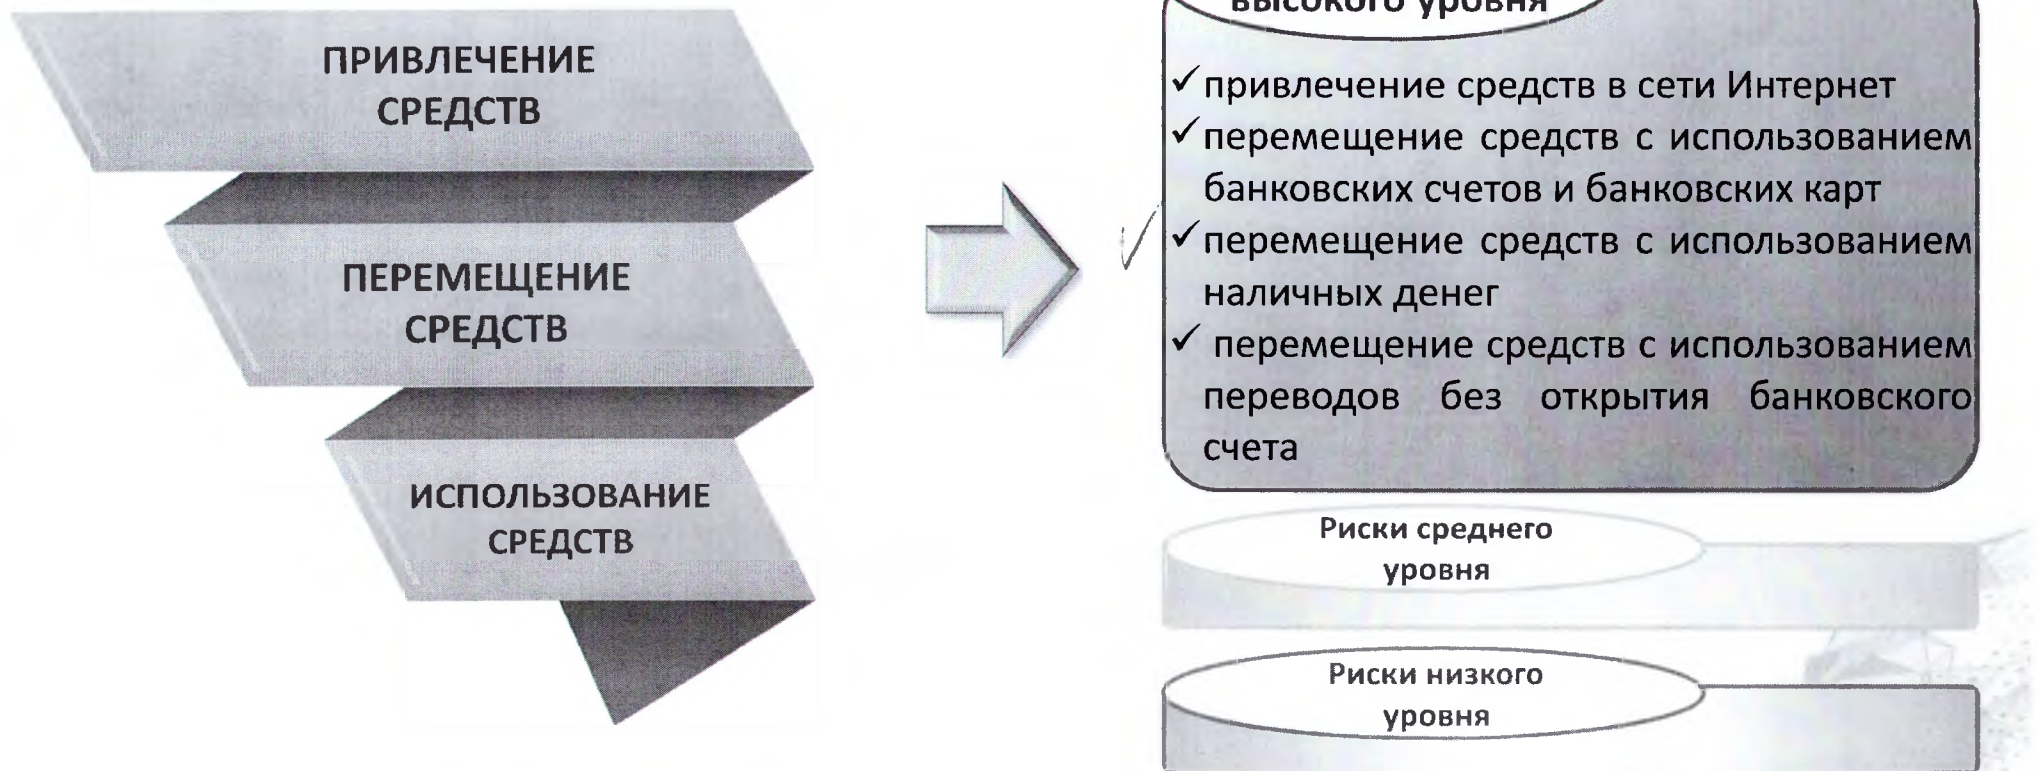 ПРИВЛЕЧЕНИЕ
СРЕДСТВ
ПЕРЕМЕЩЕНИЕ
СРЕДСТВ
ИСПОЛЬЗОВАНИЕ
СРЕДСТВ
высокого уровня
✓привлечение средств в сети Интернет
✓перемещение средств с использованием
банковских счетов и банковских карт
✓перемещение средств с использованием
наличных денег
✓ перемещение средств с использованием
переводов без открытия банковского
счета
Риски среднего
уровня
Риски низкого
уровня